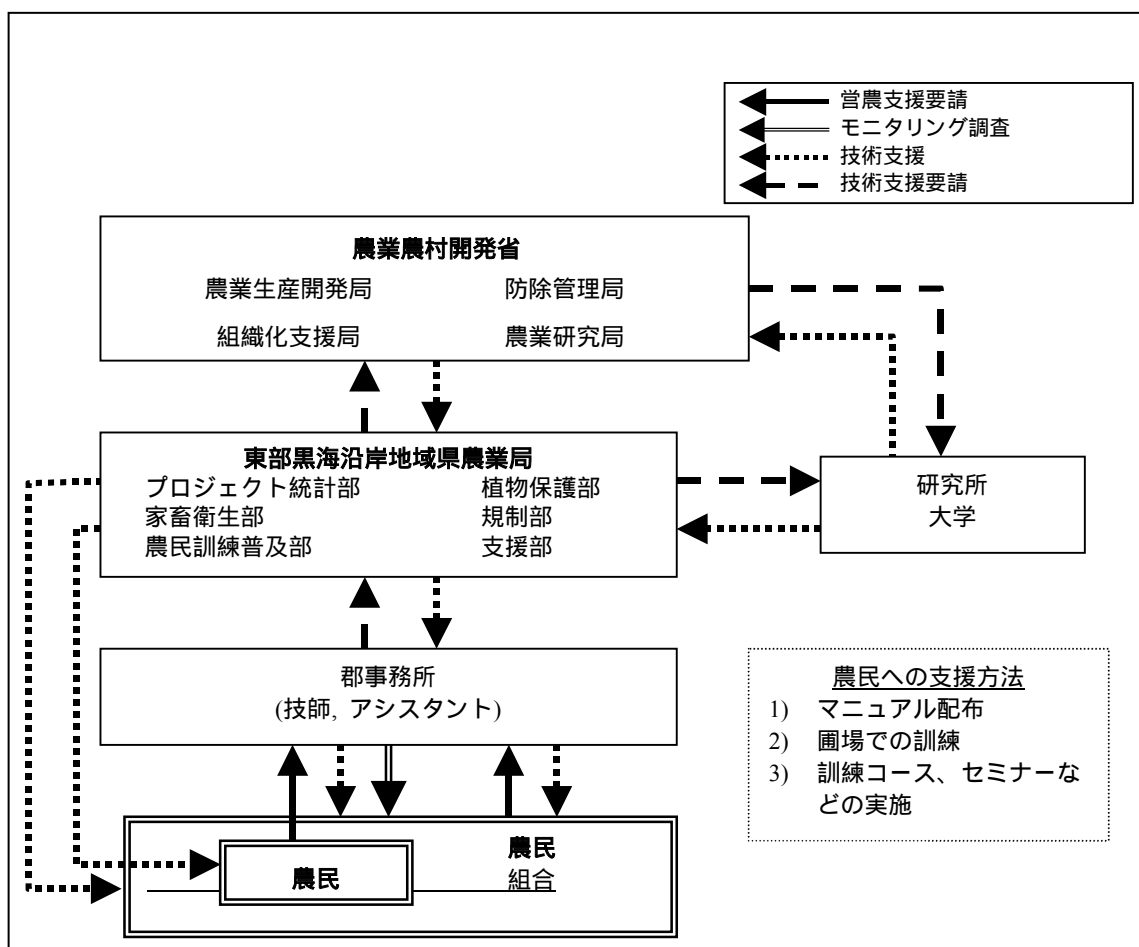 営農支援要請
モニタリング調査
技術支援
技術支援要請
農業農村開発省
農業生産開発局 防除管理局
組織化支援局 農業研究局
東部黒海沿岸地域県農業局
プロジェクト統計部 植物保護部
家畜衛生部 規制部
農民訓練普及部 支援部
研究所
大学
郡事務所
(技師, アシスタント)
農民への支援方法
1) マニュアル配布
2) 圃場での訓練
3) 訓練コース、セミナーな
どの実施
農民
農民
組合